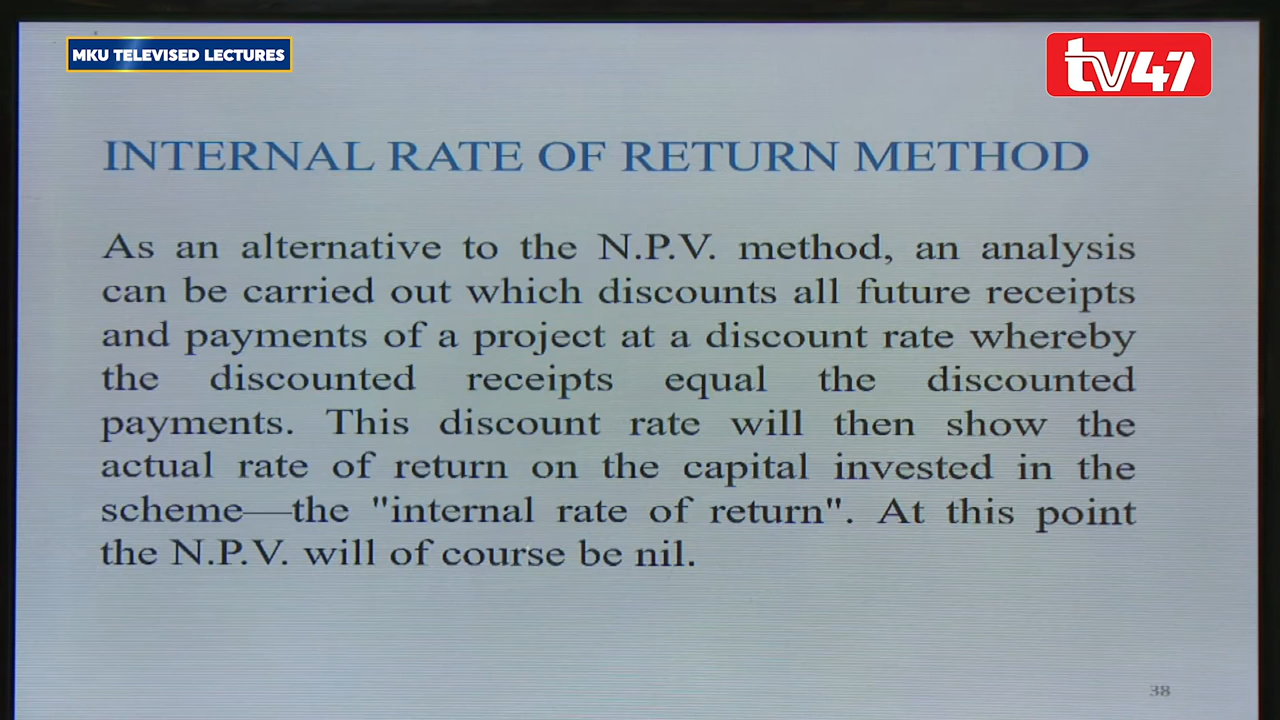 MKU TELEVISED LECTURES
tv47
INTERNAL RATE OF RETURN METHOD
As an alternative to the N.P.V. method, an analysis
can be carried out which discounts all future receipts
and payments of a project at a discount rate whereby
the discounted receipts equal the discounted
payments. This discount rate will then show the
actual rate of return on the capital invested in the
scheme—the "internal rate of return". At this point
the N.P.V. will of course be nil.
38